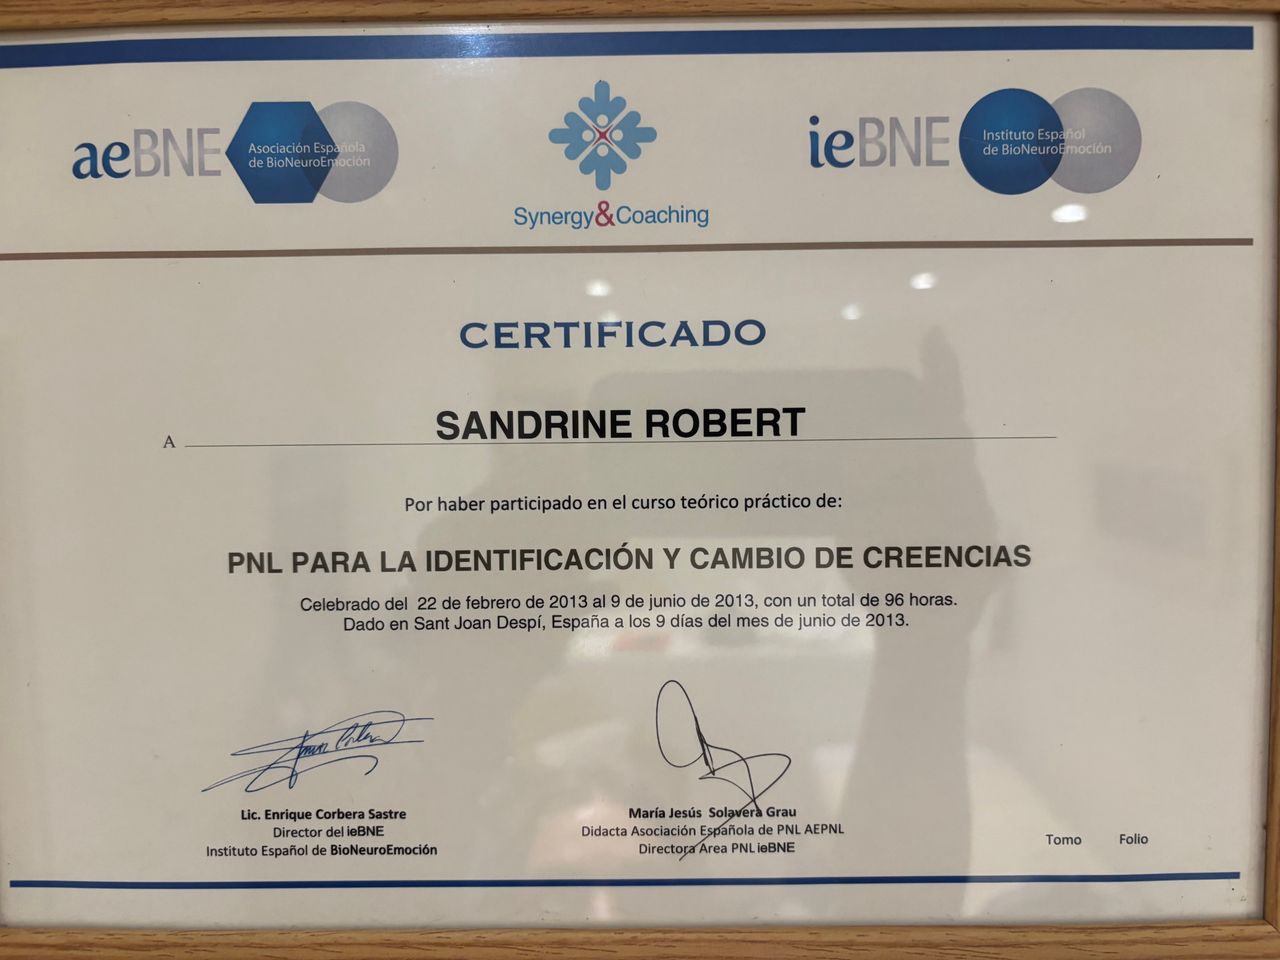 aeBNE
Asociación Española
de BioNeuroEmoción
Synergy&Coaching
ieBNE
Instituto Español
de BioNeuroEmoción
CERTIFICADO
A SANDRINE ROBERT
Por haber participado en el curso teórico práctico de:
PNL PARA LA IDENTIFICACIÓN Y CAMBIO DE CREENCIAS
Celebrado del 22 de febrero de 2013 al 9 de junio de 2013, con un total de 96 horas.
Dado en Sant Joan Despí, España a los 9 días del mes de junio de 2013.
Lic. Enrique Corbera Sastre
Director del ieBNE
Instituto Español de BioNeuroEmoción
María Jesús Solavera Grau
Didacta Asociación Española de PNL AEPNL
Directora Area PNL ieBNE
Tomo Folio